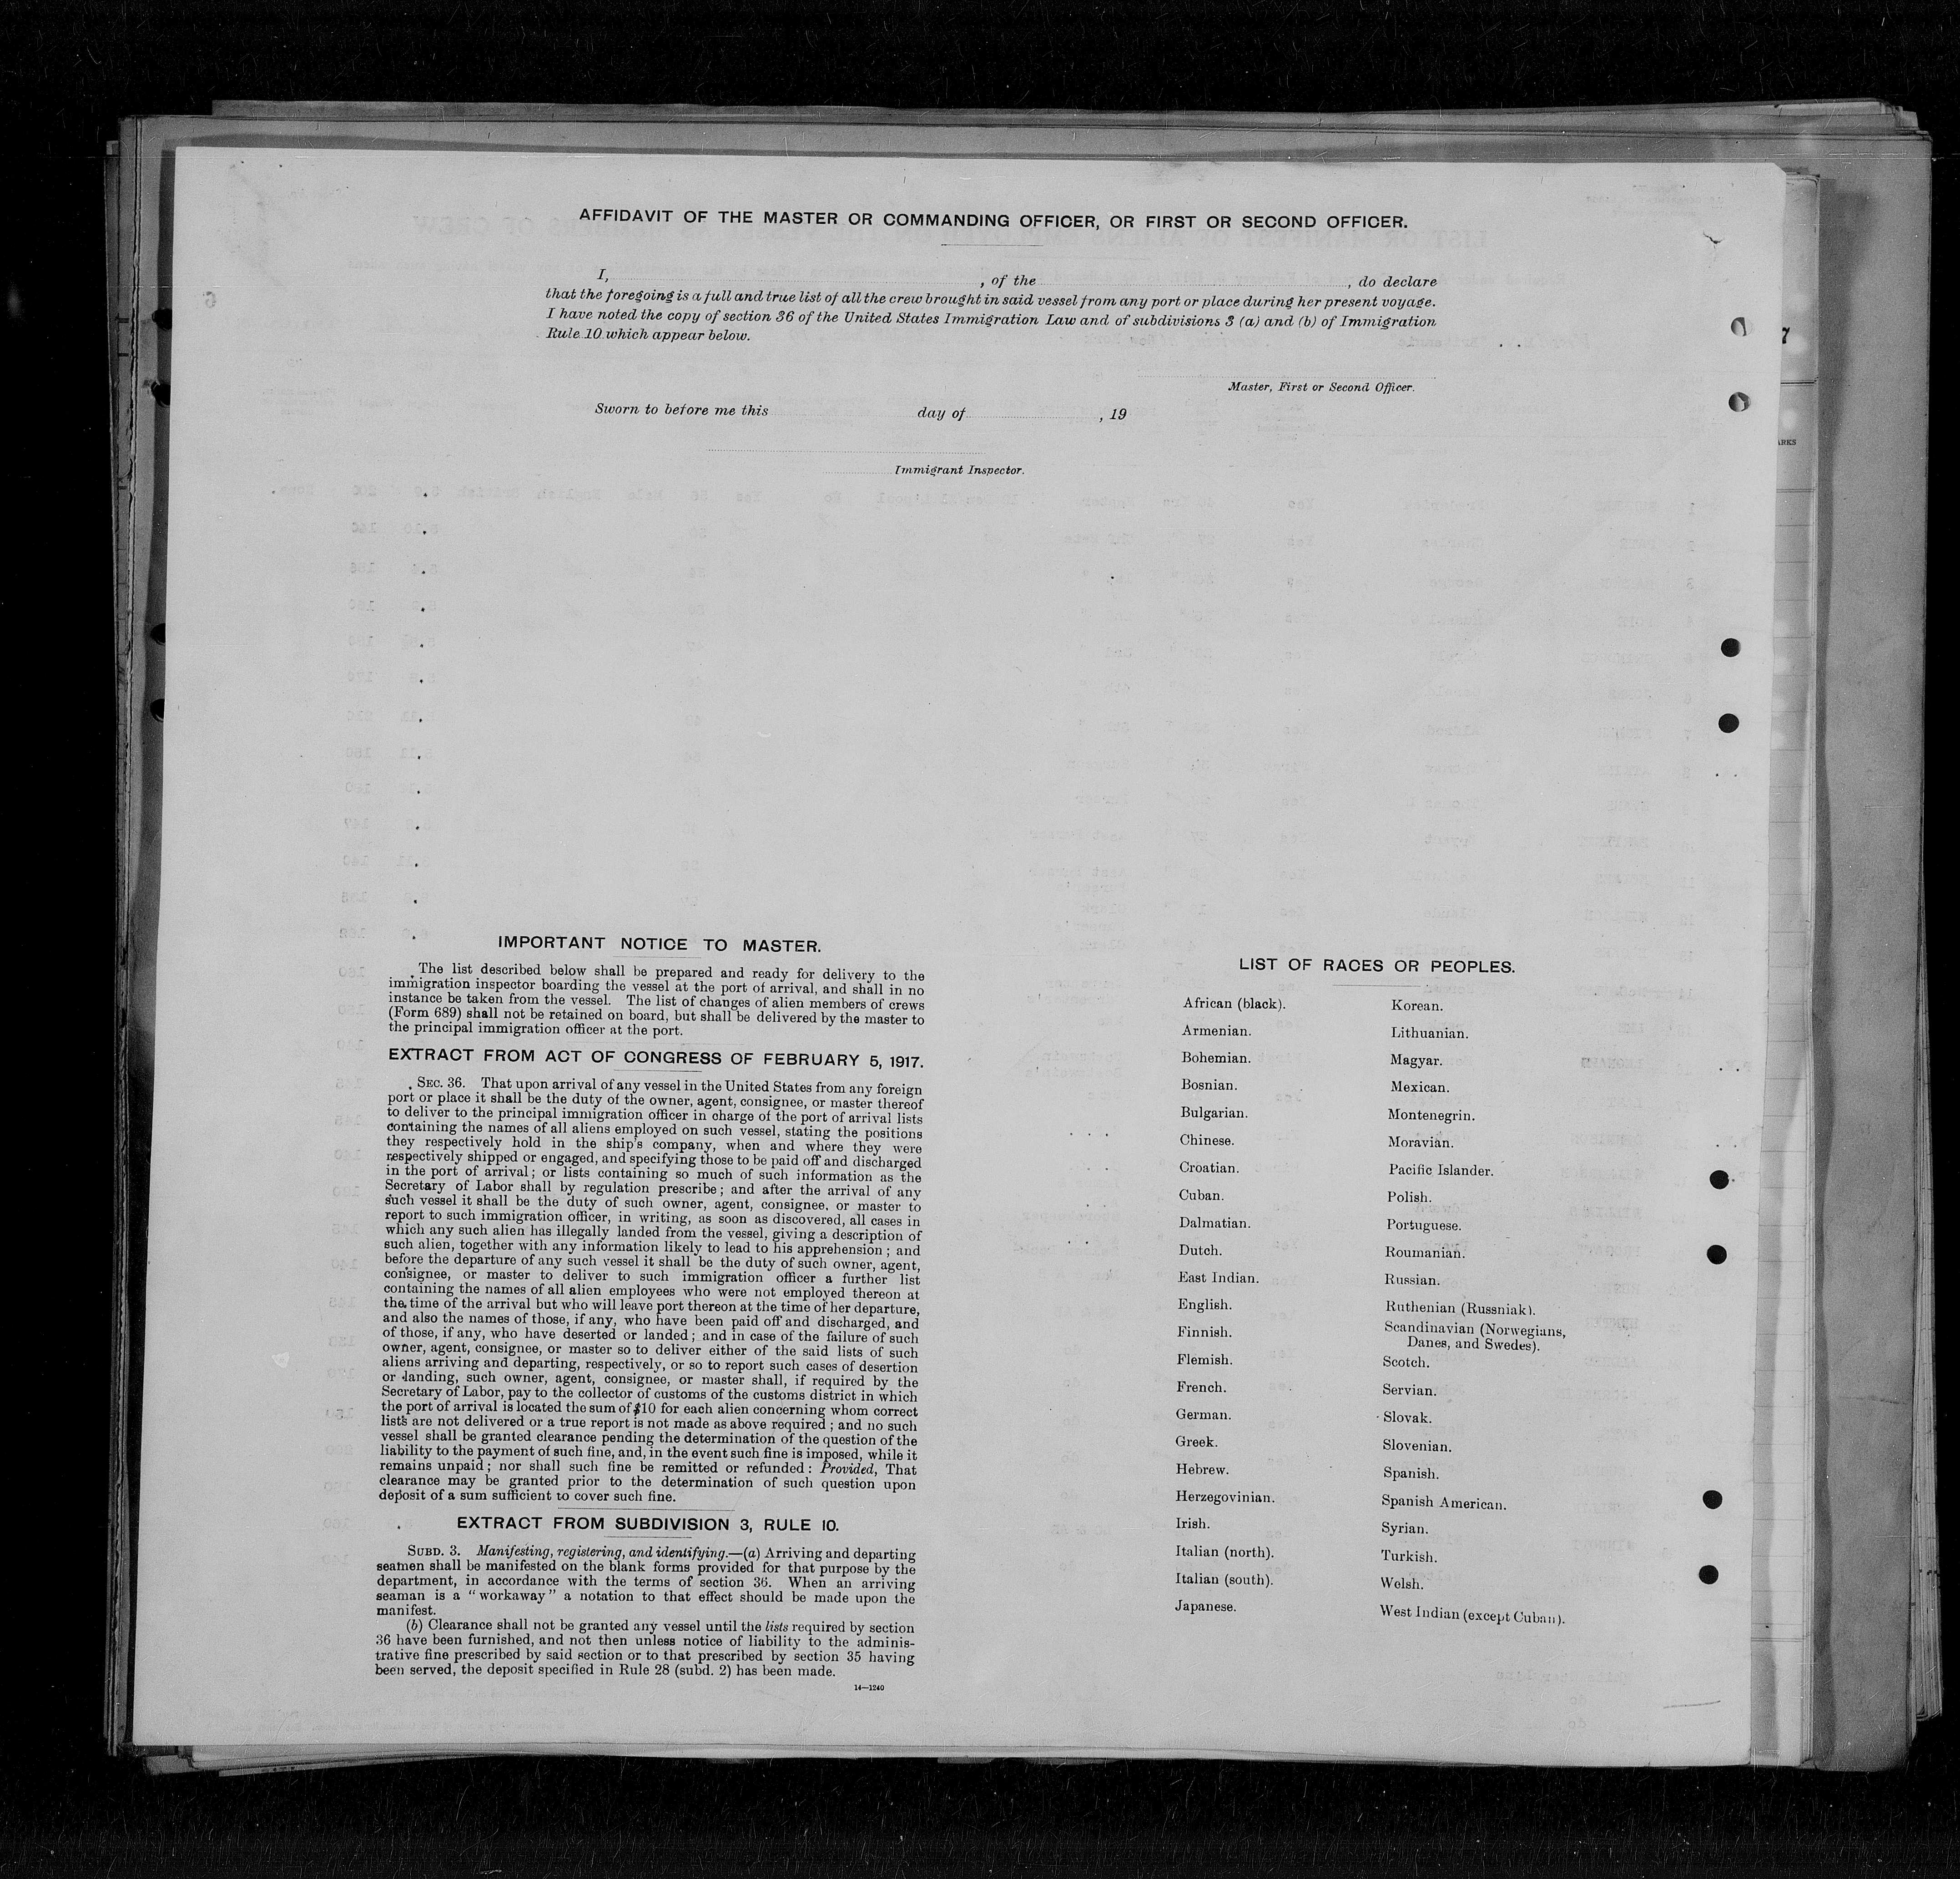 AFFIDAVIT OF THE MASTER OR COMMANDING OFFICER, OR FIRST OR SECOND OFFICER.
I, , of the , do declare
that the foregoing is a full and true list of all the crew brought in said vessel from any port or place during her present voyage.
I have noted the copy of section 36 of the United States Immigration Law and of subdivisions 3 (a) and (b) of Immigration
Rule 10 which appear below.
Master, First or Second Officer.
Sworn to before me this day of , 19
Immigrant Inspector.
IMPORTANT NOTICE TO MASTER.
The list described below shall be prepared and ready for delivery to the
immigration inspector boarding the vessel at the port of arrival, and shall in no
instance be taken from the vessel. The list of changes of alien members of crews
(Form 689) shall not be retained on board, but shall be delivered by the master to
the principal immigration officer at the port.
EXTRACT FROM ACT OF CONGRESS OF FEBRUARY 5, 1917.
SEC. 36. That upon arrival of any vessel in the United States from any foreign
port or place it shall be the duty of the owner, agent, consignee, or master thereof
to deliver to the principal immigration officer in charge of the port of arrival lists
containing the names of all aliens employed on such vessel, stating the positions
they respectively hold in the ship's company, when and where they were
respectively shipped or engaged, and specifying those to be paid off and discharged
in the port of arrival; or lists containing so much of such information as the
Secretary of Labor shall by regulation prescribe; and after the arrival of any
such vessel it shall be the duty of such owner, agent, consignee, or master to
report to such immigration officer, in writing, as soon as discovered, all cases in
which any such alien has illegally landed from the vessel, giving a description of
such alien, together with any information likely to lead to his apprehension; and
before the departure of any such vessel it shall be the duty of such owner, agent,
consignee, or master to deliver to such immigration officer a further list
containing the names of all alien employees who were not employed thereon at
the time of the arrival but who will leave port thereon at the time of her departure,
and also the names of those, if any, who have been paid off and discharged, and
of those, if any, who have deserted or landed; and in case of the failure of such
owner, agent, consignee, or master so to deliver either of the said lists of such
aliens arriving and departing, respectively, or so to report such cases of desertion
or landing, such owner, agent, consignee, or master shall, if required by the
Secretary of Labor, pay to the collector of customs of the customs district in which
the port of arrival is located the sum of $10 for each alien concerning whom correct
lists are not delivered or a true report is not made as above required; and no such
vessel shall be granted clearance pending the determination of the question of the
liability to the payment of such fine, and, in the event such fine is imposed, while it
remains unpaid; nor shall such fine be remitted or refunded: Provided, That
clearance may be granted prior to the determination of such question upon
deposit of a sum sufficient to cover such fine.
EXTRACT FROM SUBDIVISION 3, RULE 10.
SUBD. 3. Manifesting, registering, and identifying.—(a) Arriving and departing
seamen shall be manifested on the blank forms provided for that purpose by the
department, in accordance with the terms of section 36. When an arriving
seaman is a "workaway" a notation to that effect should be made upon the
manifest.
(b) Clearance shall not be granted any vessel until the lists required by section
36 have been furnished, and not then unless notice of liability to the adminis-
trative fine prescribed by said section or to that prescribed by section 35 having
been served, the deposit specified in Rule 28 (subd. 2) has been made.
14—1240
LIST OF RACES OR PEOPLES.
African (black).
Armenian.
Bohemian.
Bosnian.
Bulgarian.
Chinese.
Croatian.
Cuban.
Dalmatian.
Dutch.
East Indian.
English.
Finnish.
Flemish.
French.
German.
Greek.
Hebrew.
Herzegovinian.
Irish.
Italian (north).
Italian (south).
Japanese.
Korean.
Lithuanian.
Magyar.
Mexican.
Montenegrin.
Moravian.
Pacific Islander.
Polish.
Portuguese.
Roumanian.
Russian.
Ruthenian (Russniak).
Scandinavian (Norwegians,
Danes, and Swedes).
Scotch.
Servian.
Slovak.
Slovenian.
Spanish.
Spanish American.
Syrian.
Turkish.
Welsh.
West Indian (except Cuban).
7